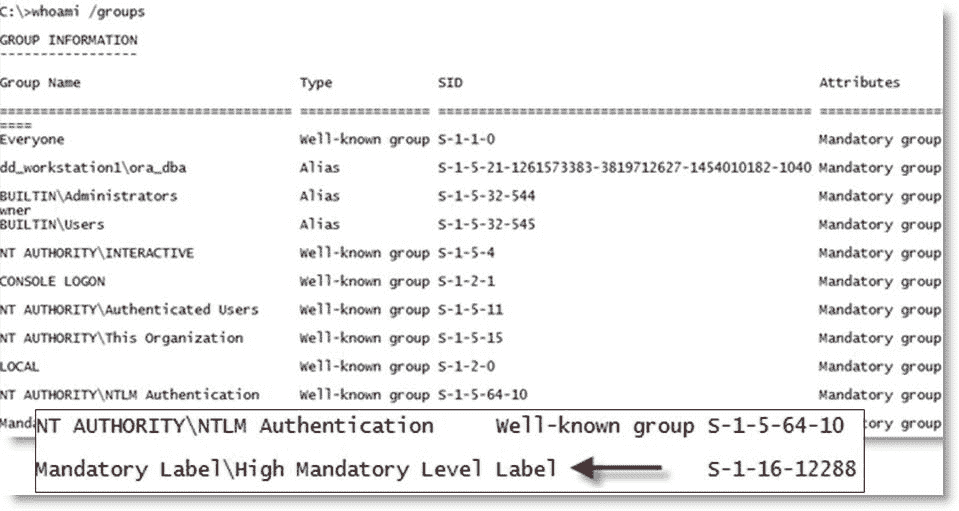 C:\>whoami /groups
GROUP INFORMATION
-----------------
Group Name Type SID Attributes
================================== =============== ============================================== ===============
====
Everyone Well-known group S-1-1-0 Mandatory group
dd_workstation1\ora_dba Alias S-1-5-21-1261573383-3819712627-1454010182-1040 Mandatory group
BUILTIN\Administrators Alias S-1-5-32-544 Mandatory group
wner
BUILTIN\Users Alias S-1-5-32-545 Mandatory group
NT AUTHORITY\INTERACTIVE Well-known group S-1-5-4 Mandatory group
CONSOLE LOGON Well-known group S-1-2-1 Mandatory group
NT AUTHORITY\Authenticated Users Well-known group S-1-5-11 Mandatory group
NT AUTHORITY\This Organization Well-known group S-1-5-15 Mandatory group
LOCAL Well-known group S-1-2-0 Mandatory group
NT AUTHORITY\NTLM Authentication Well-known group S-1-5-64-10 Mandatory group
NT AUTHORITY\NTLM Authentication Well-known group S-1-5-64-10
Mandatory Label\High Mandatory Level Label S-1-16-12288